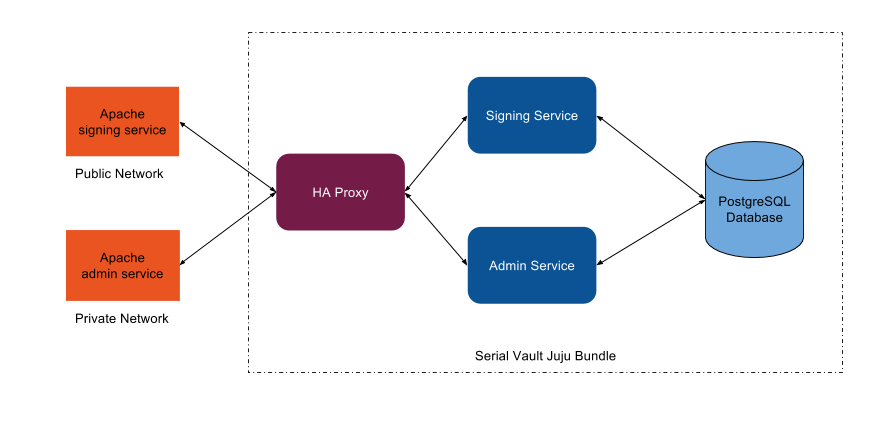 Apache
signing service
Public Network
Apache
admin service
Private Network
HA Proxy
Signing Service
Admin Service
PostgreSQL
Database
Serial Vault Juju Bundle